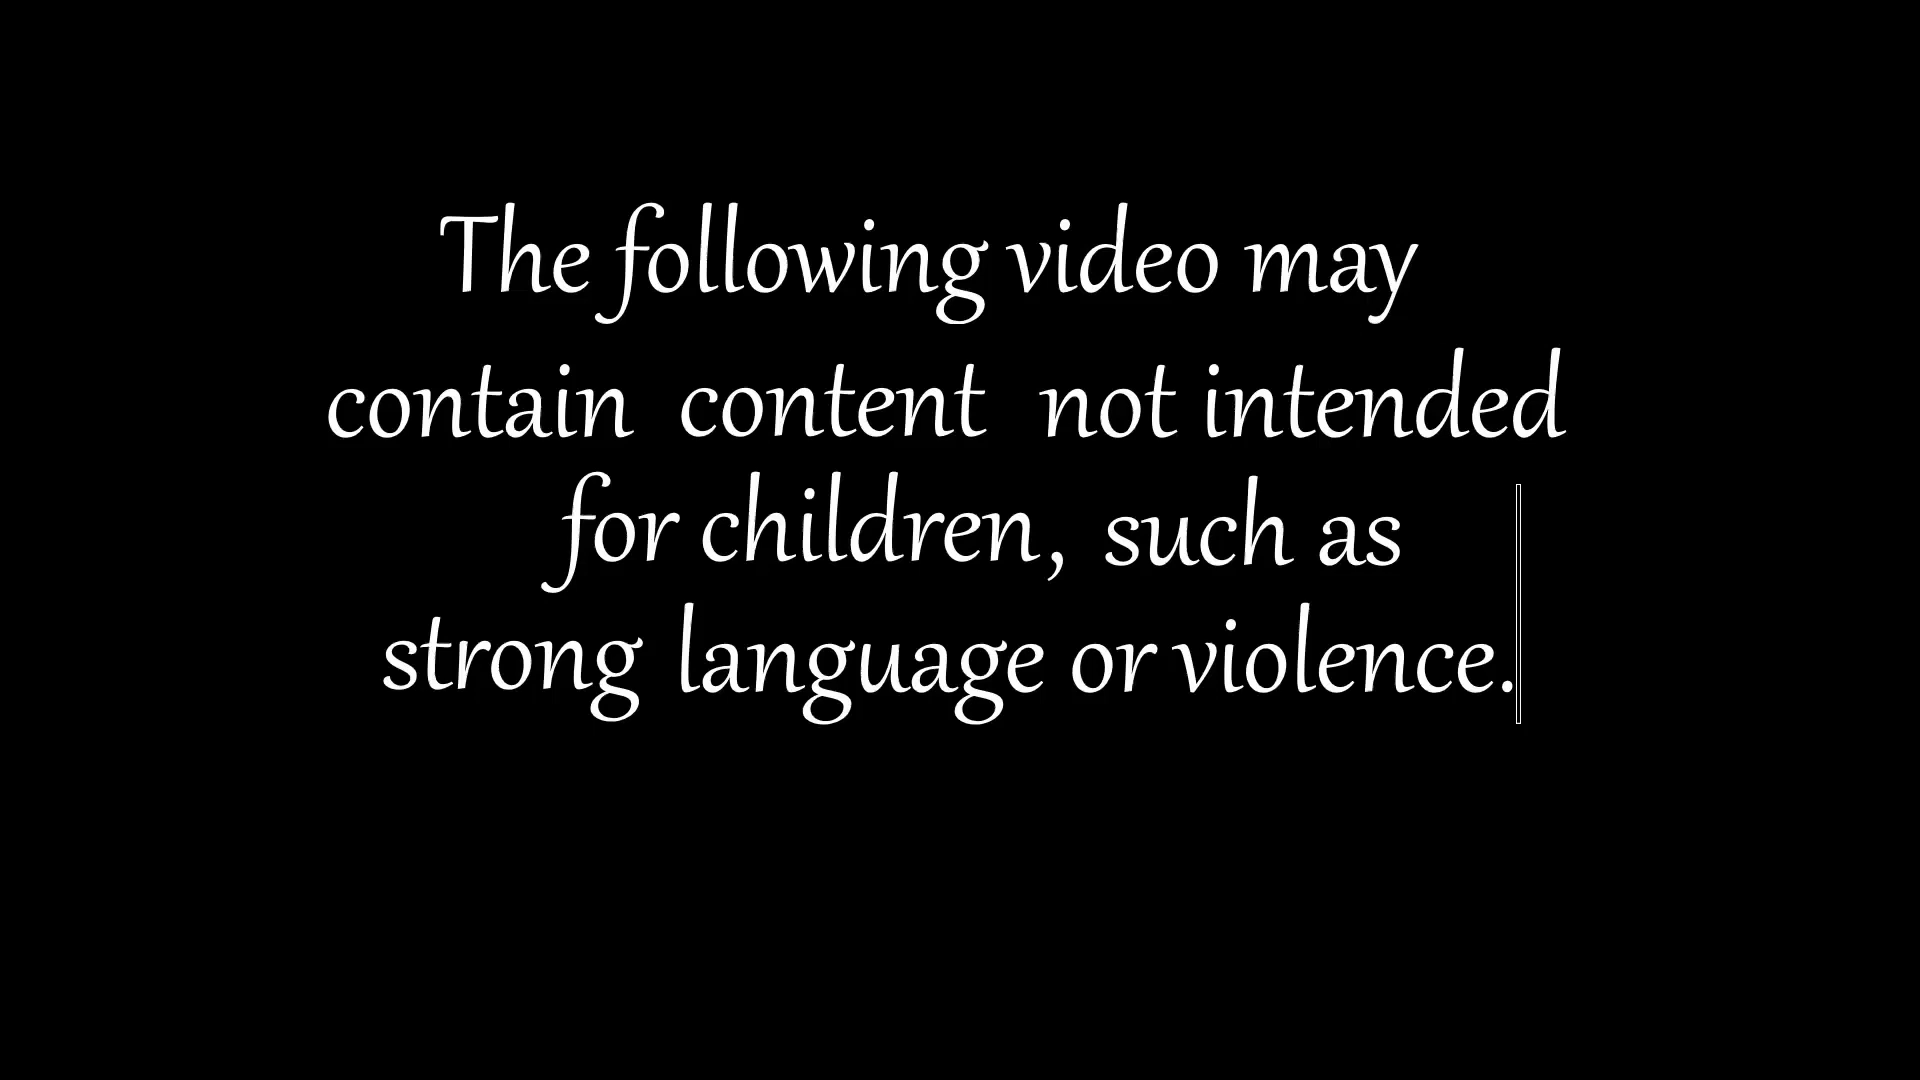 The following video may
contain content not intended
for children, such as
strong language or violence.